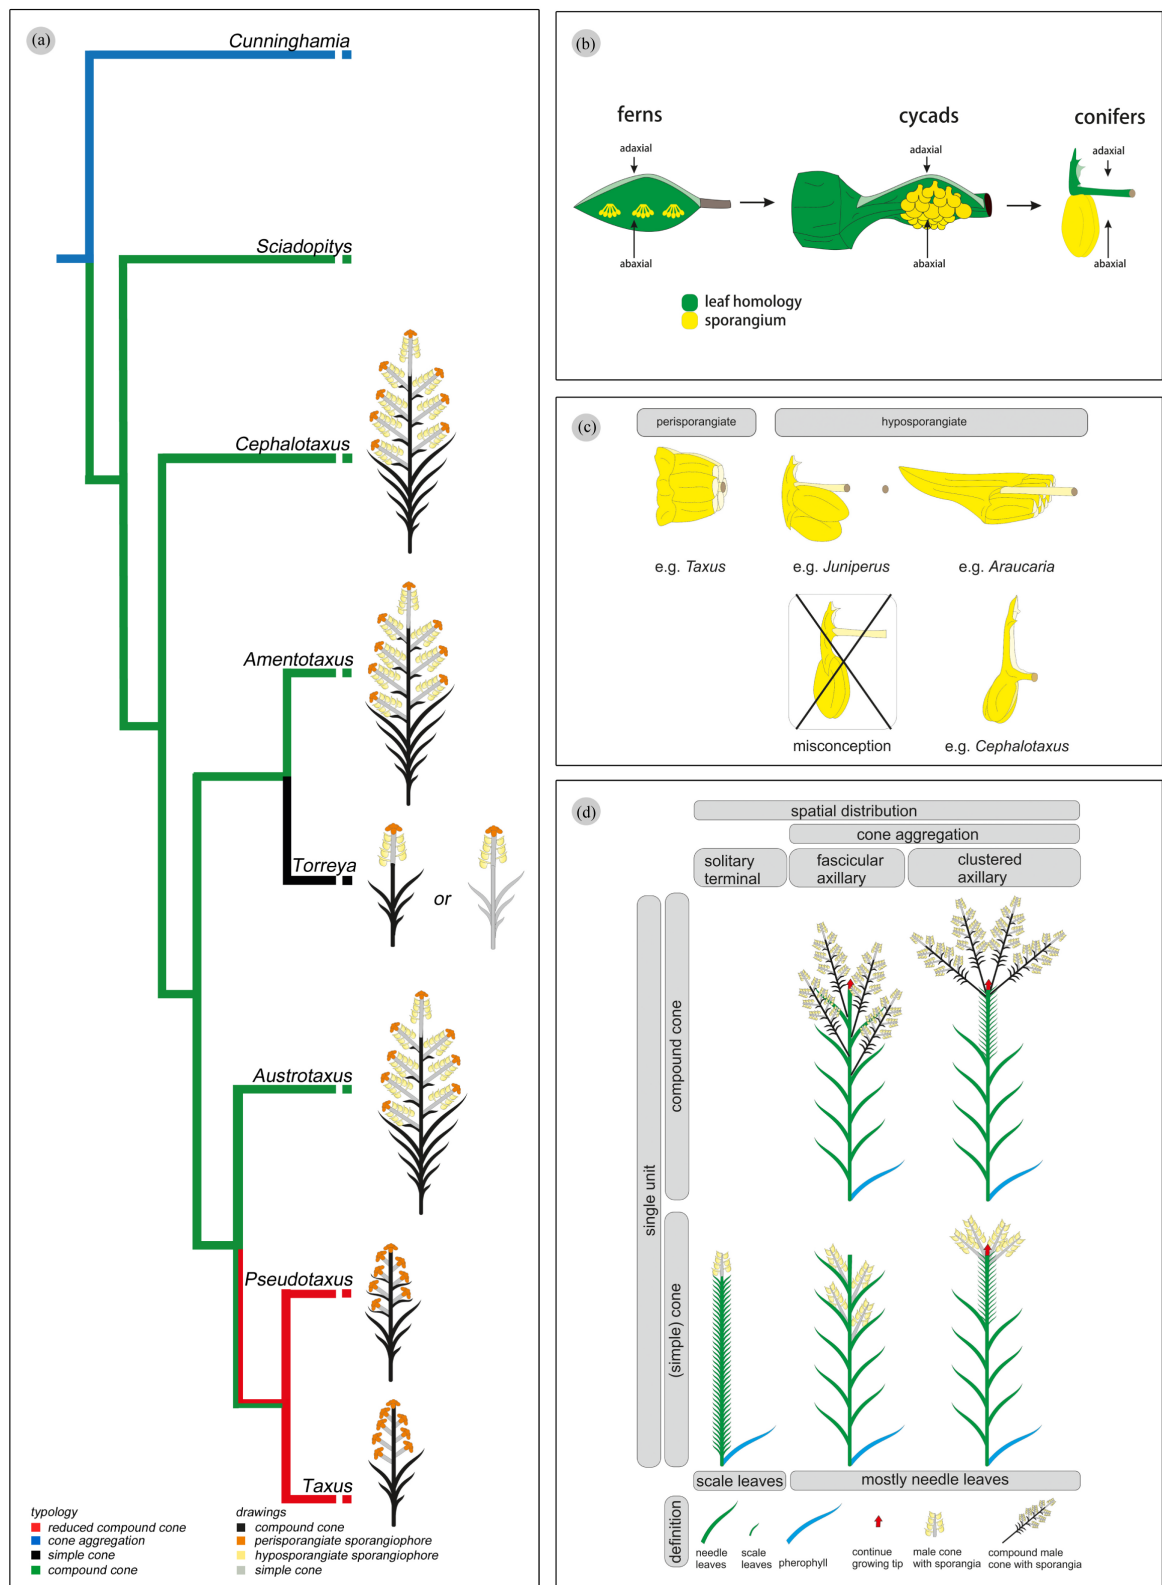 (a)
Cunninghamia
Sciadopitys
Cephalotaxus
Amentotaxus
Torreya
or
Austrotaxus
Pseudotaxus
Taxus
typology
reduced compound cone
cone aggregation
simple cone
compound cone
drawings
compound cone
perisporangiate sporangiophore
hyposporangiate sporangiophore
simple cone
(b)
ferns
cycads
conifers
adaxial
adaxial
adaxial
abaxial
abaxial
abaxial
leaf homology
sporangium
(c)
perisporangiate
hyposporangiate
e.g. Taxus
e.g. Juniperus
e.g. Araucaria
misconception
e.g. Cephalotaxus
(d)
spatial distribution
cone aggregation
solitary
terminal
fascicular
axillary
clustered
axillary
single unit
compound cone
(simple) cone
scale leaves
mostly needle leaves
definition
needle
leaves
scale
leaves
pherophyll
continue
growing tip
male cone
with sporangia
compound male
cone with sporangia